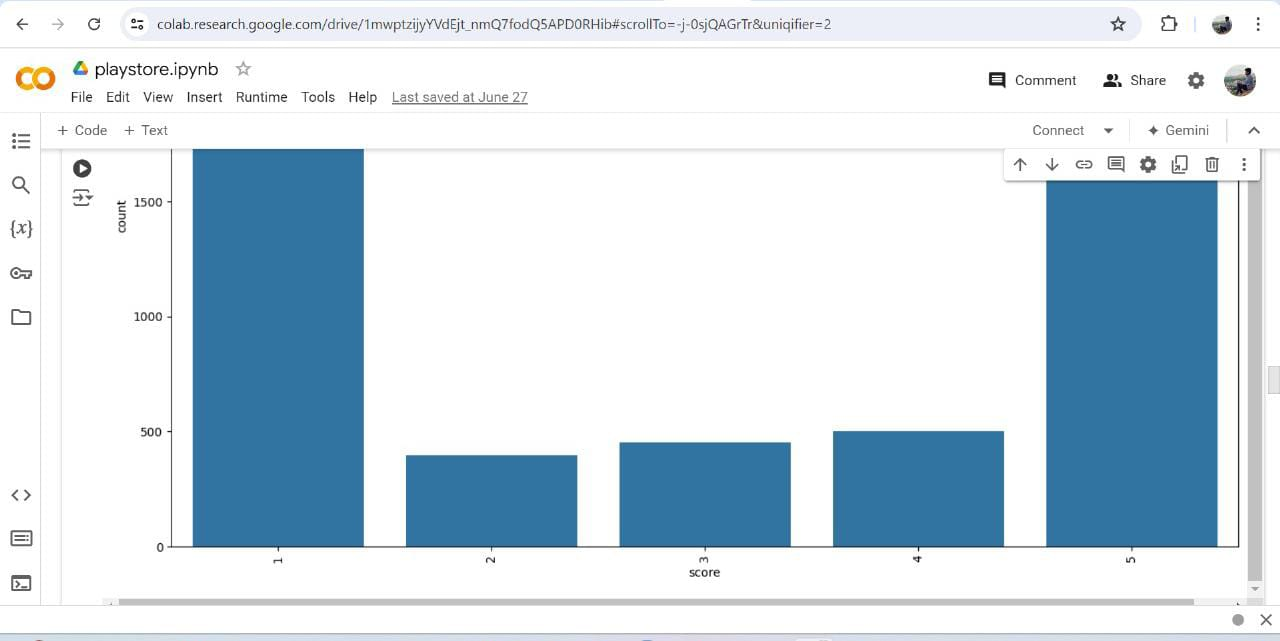 colab.research.google.com/drive/1mwptzijyYVdEjt_nmQ7fodQ5APD0RHib#scrollTo=-j-0sjQAGrTr&uniqifier=2
CO
playstore.ipynb
Comment
Share
File Edit View Insert Runtime Tools Help Last saved at June 27
+ Code + Text
Connect
Gemini
{x}
count
1500
1000
500
0
1 2 3 4 5
score